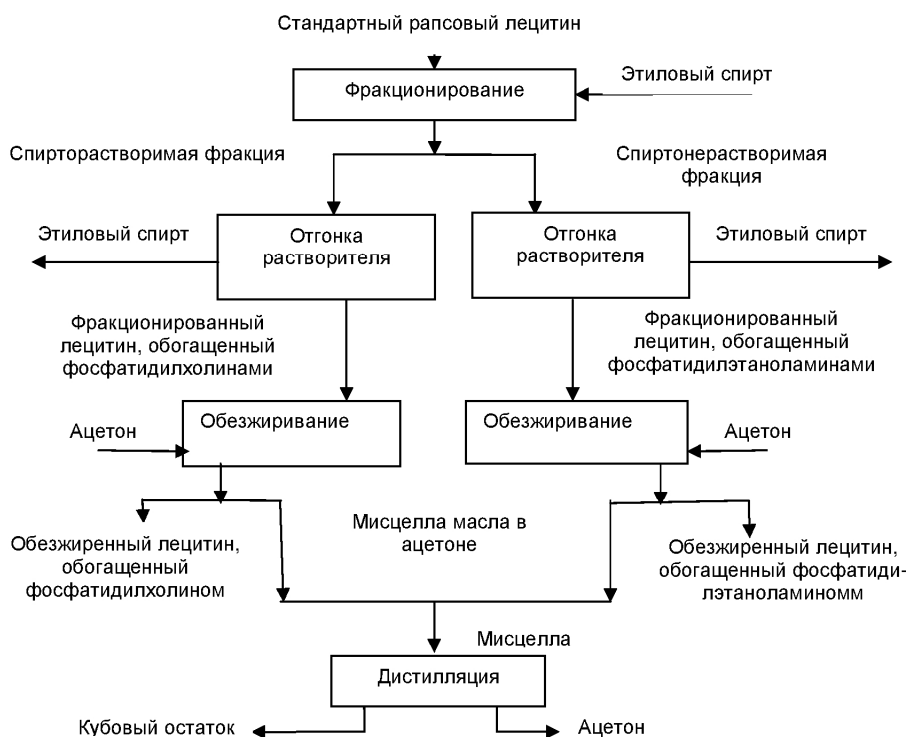 Стандартный рапсовый лецитин
Этиловый спирт
Фракционирование
Спирторастворимая фракция
Спиртонерастворимая
фракция
Этиловый спирт
Отгонка
растворителя
Отгонка
растворителя
Этиловый спирт
Фракционированный
лецитин, обогащенный
фосфатидилхолинами
Фракционированный
лецитин, обогащенный
фосфатидилэтаноламинами
Ацетон
Обезжиривание
Обезжиривание
Ацетон
Мисцелла масла в
ацетоне
Обезжиренный лецитин,
обогащенный
фосфатидилхолином
Обезжиренный лецитин,
обогащенный фосфатиди-
лэтаноламиномм
Мисцелла
Дистилляция
Кубовый остаток
Ацетон